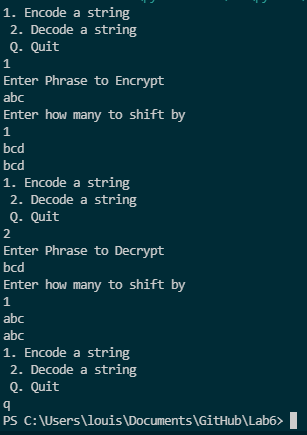 1. Encode a string
 2. Decode a string
 Q. Quit
1
Enter Phrase to Encrypt
abc
Enter how many to shift by
1
bcd
bcd
1. Encode a string
 2. Decode a string
 Q. Quit
2
Enter Phrase to Decrypt
bcd
Enter how many to shift by
1
abc
abc
1. Encode a string
 2. Decode a string
 Q. Quit
q
PS C:\Users\louis\Documents\GitHub\Lab6>